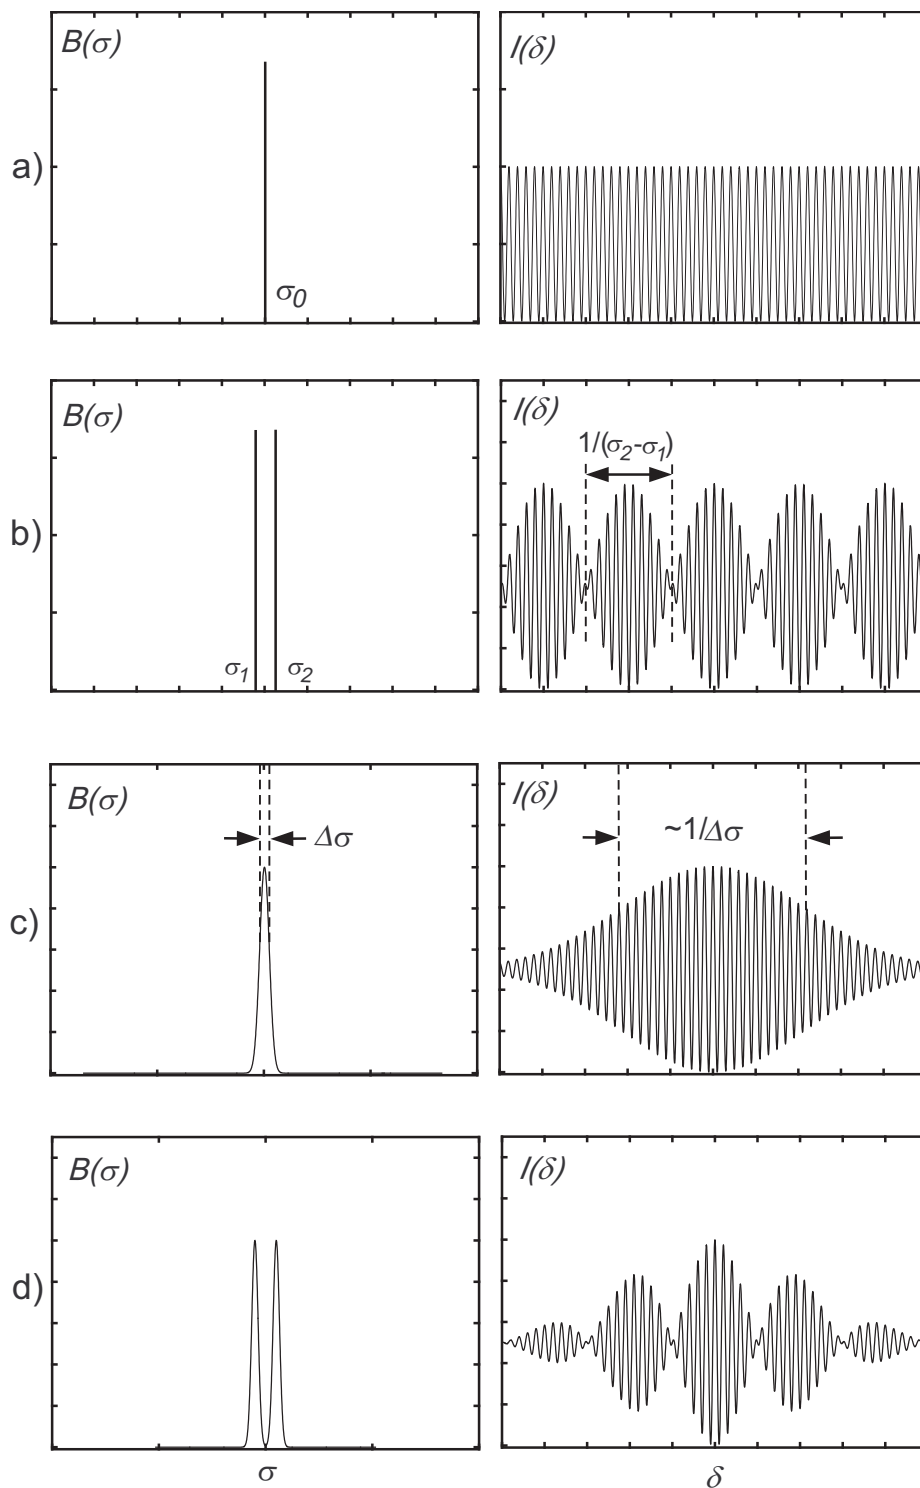 a)
B(σ)
σ0
I(δ)
b)
B(σ)
σ1
σ2
I(δ)
1/(σ2-σ1)
c)
B(σ)
Δσ
I(δ)
~1/Δσ
d)
B(σ)
σ
I(δ)
δ